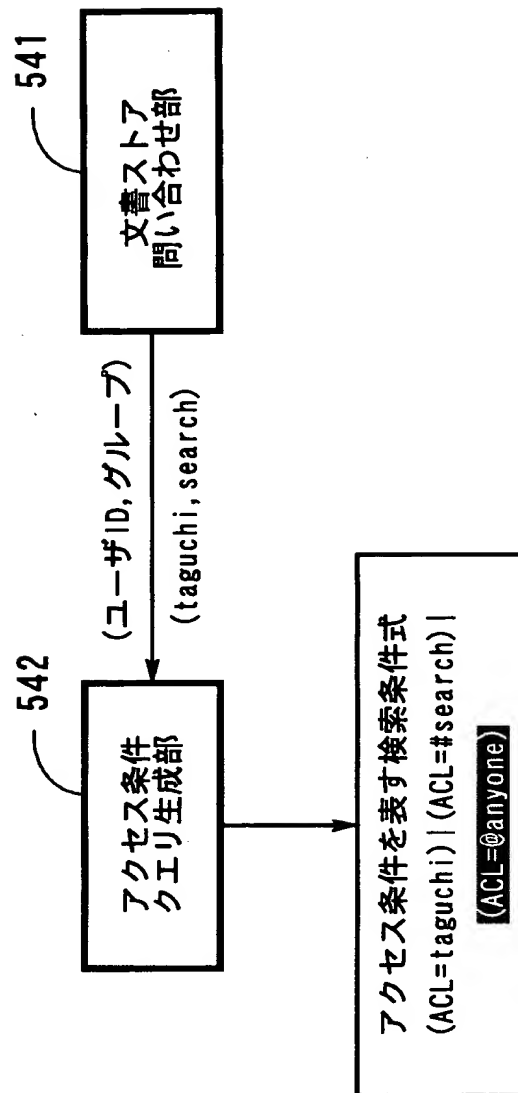 541
文書ストア
問い合わせ部
(ユーザID,グループ)
(taguchi,search)
542
アクセス条件
クエリ生成部
アクセス条件を表す検索条件式
(ACL=taguchi)|(ACL=#search)|
(ACL=@anyone)